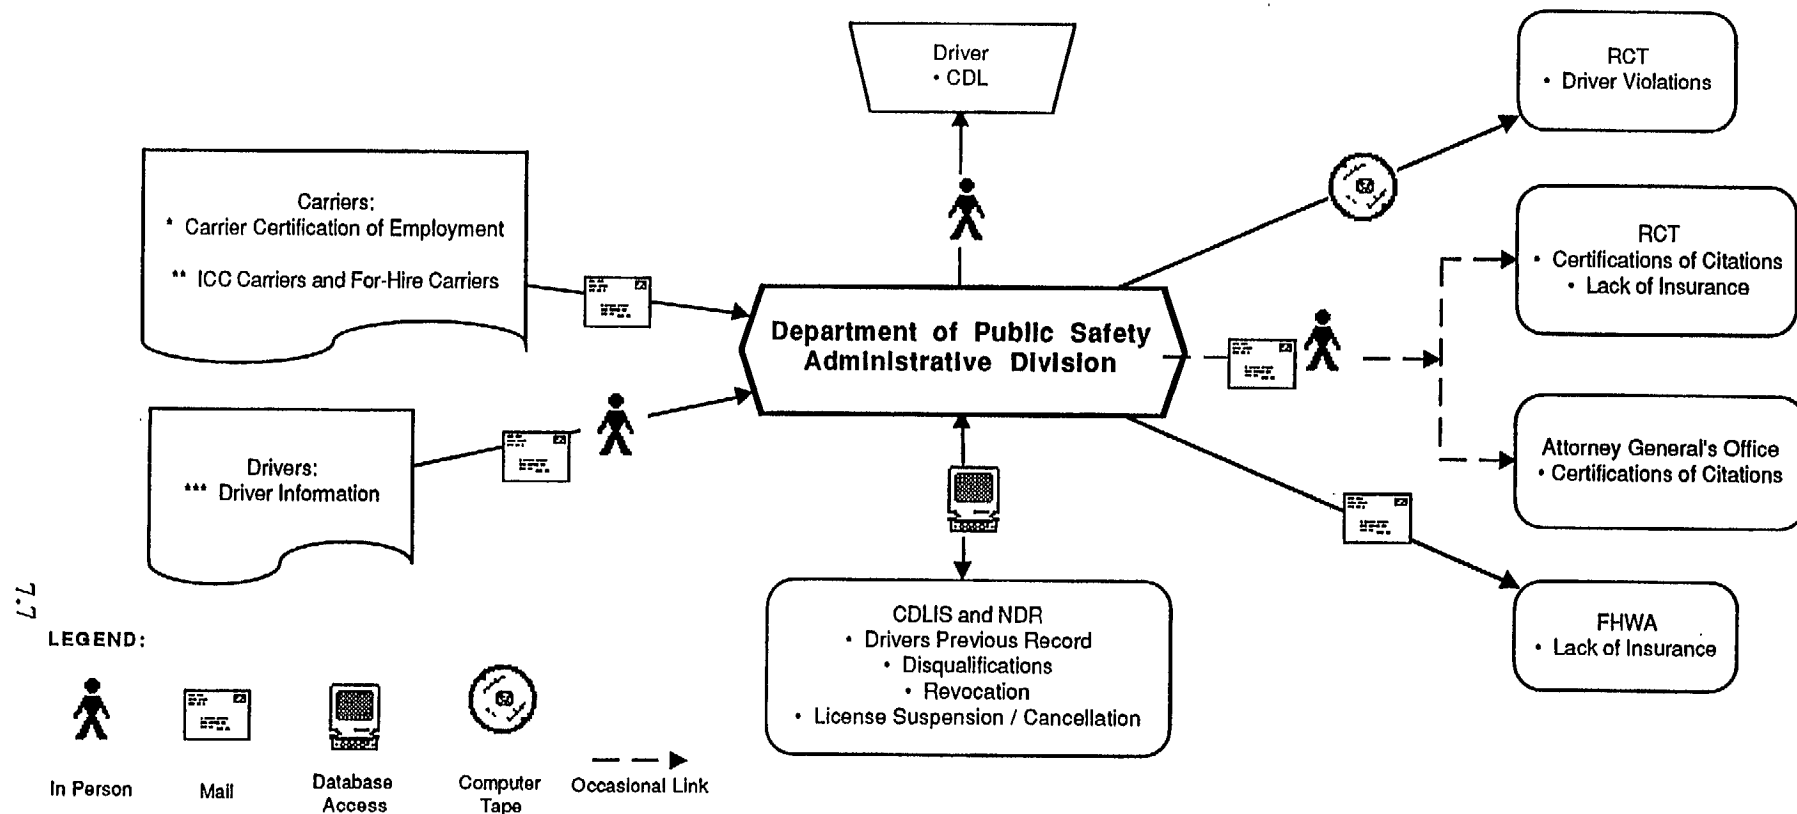 Driver
• CDL
RCT
• Driver Violations
Carriers:
* Carrier Certification of Employment
** ICC Carriers and For-Hire Carriers
RCT
• Certifications of Citations
• Lack of Insurance
Department of Public Safety
Administrative Division
Drivers:
*** Driver Information
Attorney General's Office
• Certifications of Citations
CDLIS and NDR
• Drivers Previous Record
• Disqualifications
• Revocation
• License Suspension / Cancellation
FHWA
• Lack of Insurance
7.7
LEGEND:
In Person
Mail
Database
Access
Computer
Tape
Occasional Link